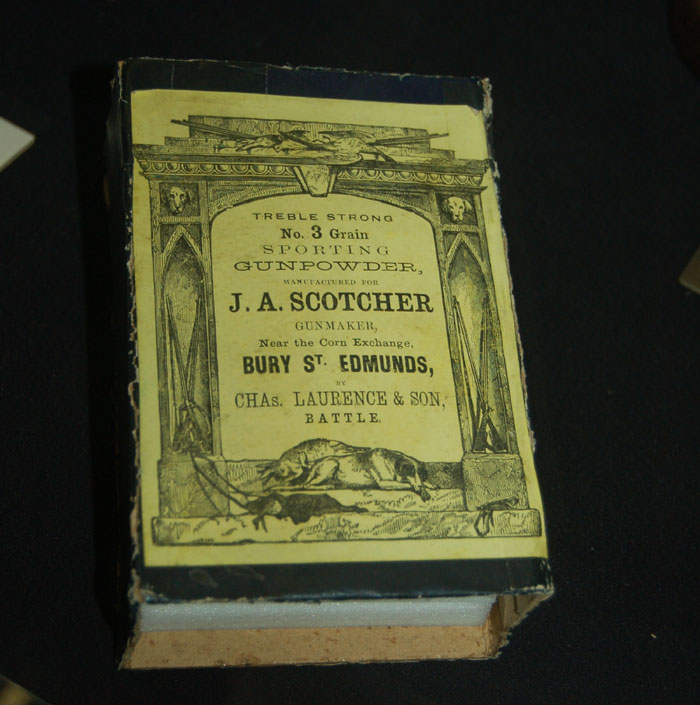 TREBLE STRONG
No. 3 Grain
SPORTING
GUNPOWDER,
MANUFACTURED FOR
J. A. SCOTCHER
GUNMAKER,
Near the Corn Exchange,
BURY ST. EDMUNDS,
BY
CHAS. LAURENCE & SON,
BATTLE.